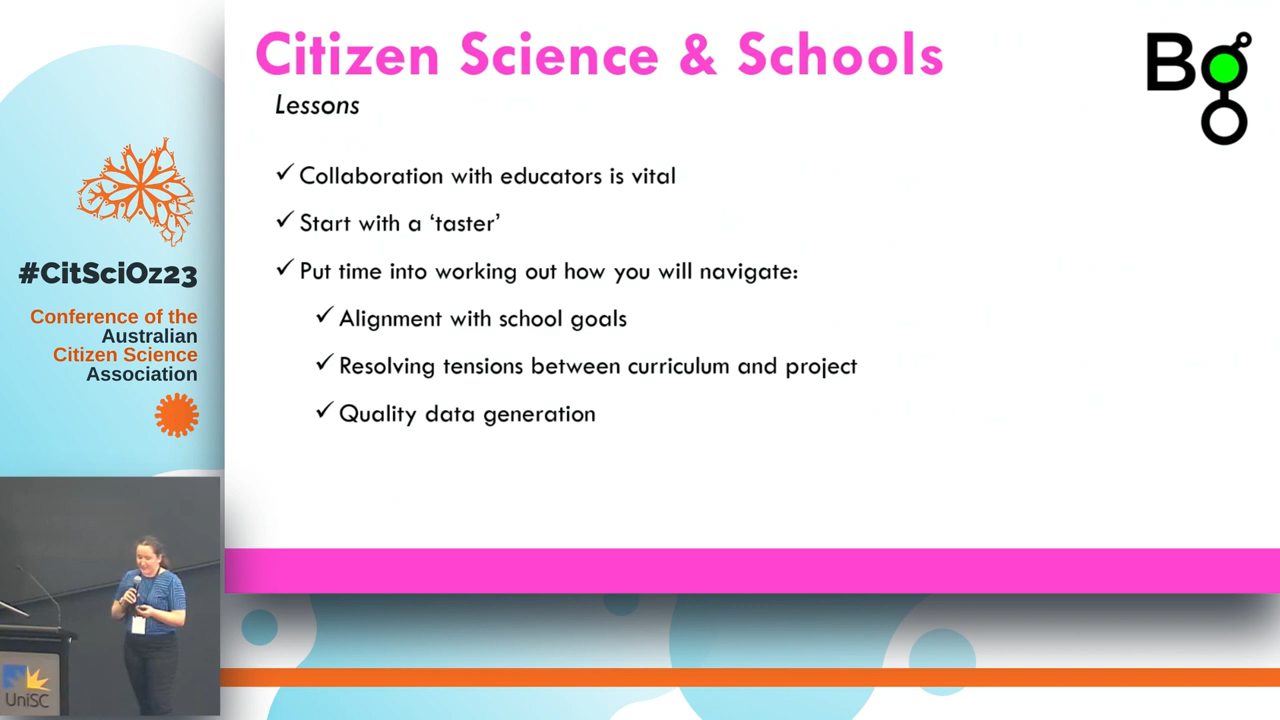 Citizen Science & Schools
Lessons
✓ Collaboration with educators is vital
✓ Start with a ‘taster’
✓ Put time into working out how you will navigate:
✓ Alignment with school goals
✓ Resolving tensions between curriculum and project
✓ Quality data generation
Bgo
#CitSciOz23
Conference of the
Australian
Citizen Science
Association
UniSC